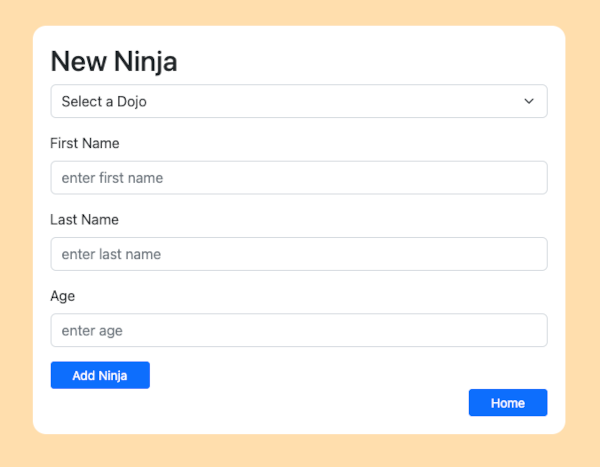 New Ninja
Select a Dojo
First Name
enter first name
Last Name
enter last name
Age
enter age
Add Ninja
Home